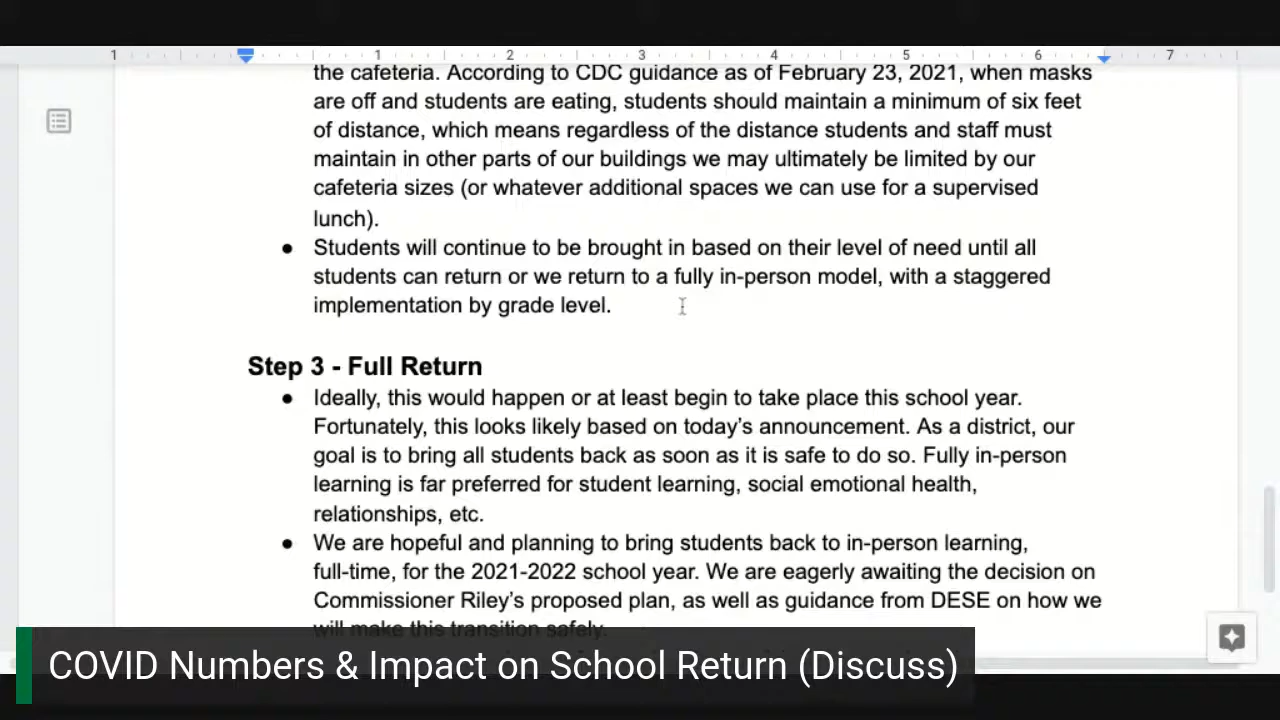 1 1 2 3 4 5 6 7
the cafeteria. According to CDC guidance as of February 23, 2021, when masks
are off and students are eating, students should maintain a minimum of six feet
of distance, which means regardless of the distance students and staff must
maintain in other parts of our buildings we may ultimately be limited by our
cafeteria sizes (or whatever additional spaces we can use for a supervised
lunch).
● Students will continue to be brought in based on their level of need until all
students can return or we return to a fully in-person model, with a staggered
implementation by grade level.
Step 3 - Full Return
● Ideally, this would happen or at least begin to take place this school year.
Fortunately, this looks likely based on today's announcement. As a district, our
goal is to bring all students back as soon as it is safe to do so. Fully in-person
learning is far preferred for student learning, social emotional health,
relationships, etc.
● We are hopeful and planning to bring students back to in-person learning,
full-time, for the 2021-2022 school year. We are eagerly awaiting the decision on
Commissioner Riley's proposed plan, as well as guidance from DESE on how we
will make this transition safely.
COVID Numbers & Impact on School Return (Discuss)